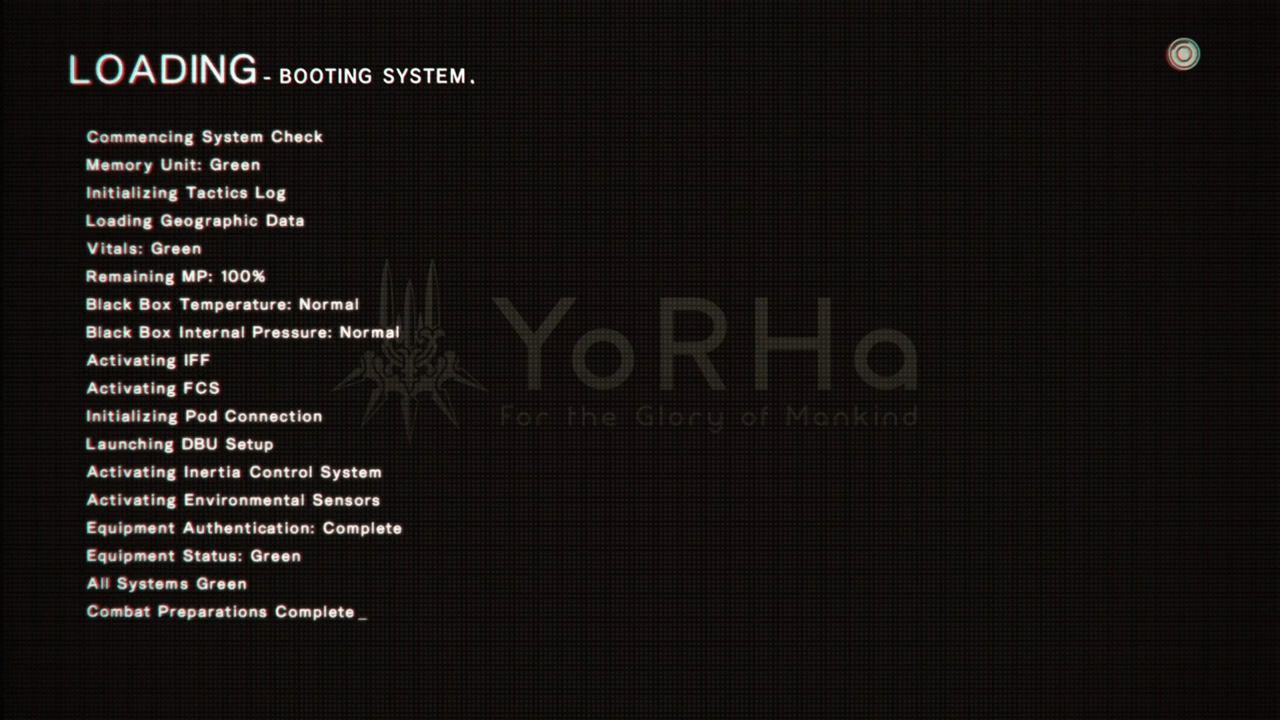 LOADING - BOOTING SYSTEM.
Commencing System Check
Memory Unit: Green
Initializing Tactics Log
Loading Geographic Data
Vitals: Green
Remaining MP: 100%
Black Box Temperature: Normal
Black Box Internal Pressure: Normal
Activating IFF
Activating FCS
Initializing Pod Connection
Launching DBU Setup
Activating Inertia Control System
Activating Environmental Sensors
Equipment Authentication: Complete
Equipment Status: Green
All Systems Green
Combat Preparations Complete _
YoRHa
For the Glory of Mankind